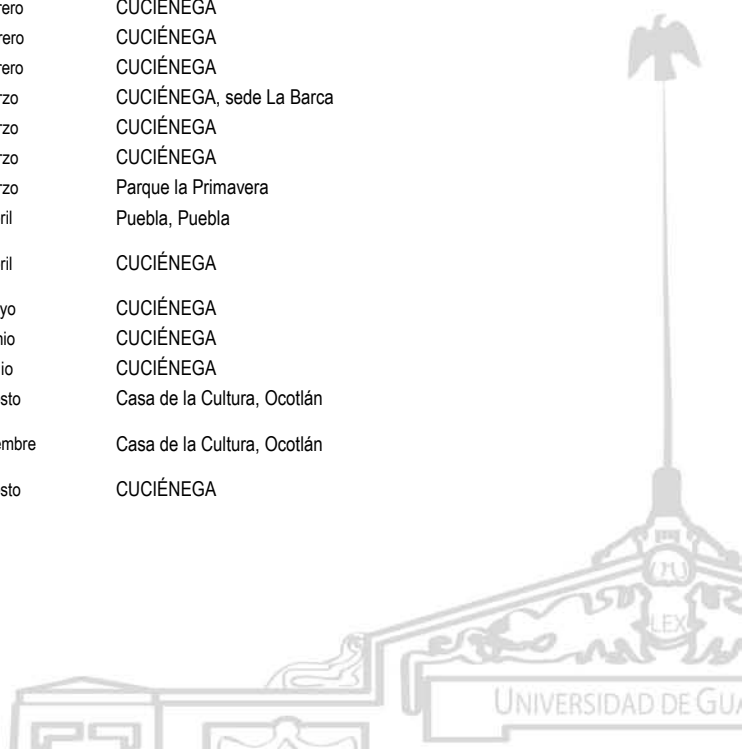 rero CUCIÉNEGA
rero CUCIÉNEGA
rero CUCIÉNEGA
rzo CUCIÉNEGA, sede La Barca
rzo CUCIÉNEGA
rzo CUCIÉNEGA
rzo Parque la Primavera
ril Puebla, Puebla
ril CUCIÉNEGA
yo CUCIÉNEGA
nio CUCIÉNEGA
io CUCIÉNEGA
sto Casa de la Cultura, Ocotlán
embre Casa de la Cultura, Ocotlán
sto CUCIÉNEGA
LEX
UNIVERSIDAD DE GUA